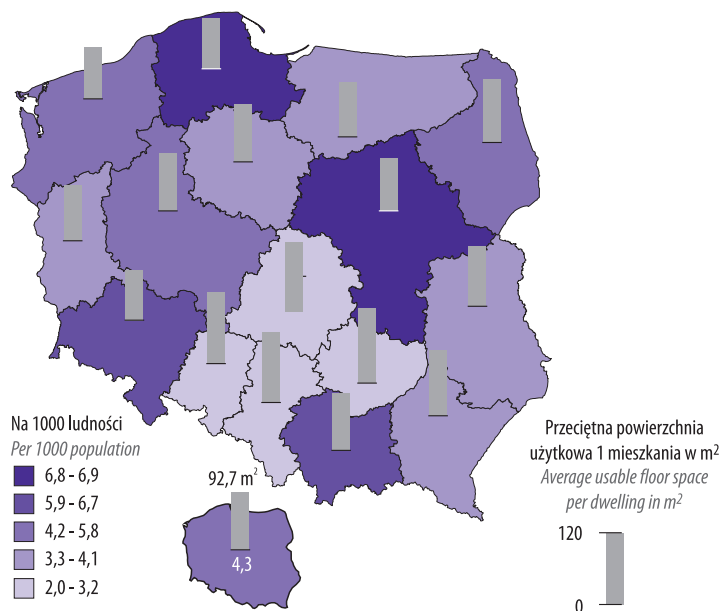 Na 1000 ludności
Per 1000 population
6,8 – 6,9
5,9 – 6,7
4,2 – 5,8
3,3 – 4,1
2,0 – 3,2
92,7 m²
4,3
Przeciętna powierzchnia
użytkowa 1 mieszkania w m²
Average usable floor space
per dwelling in m²
120
0